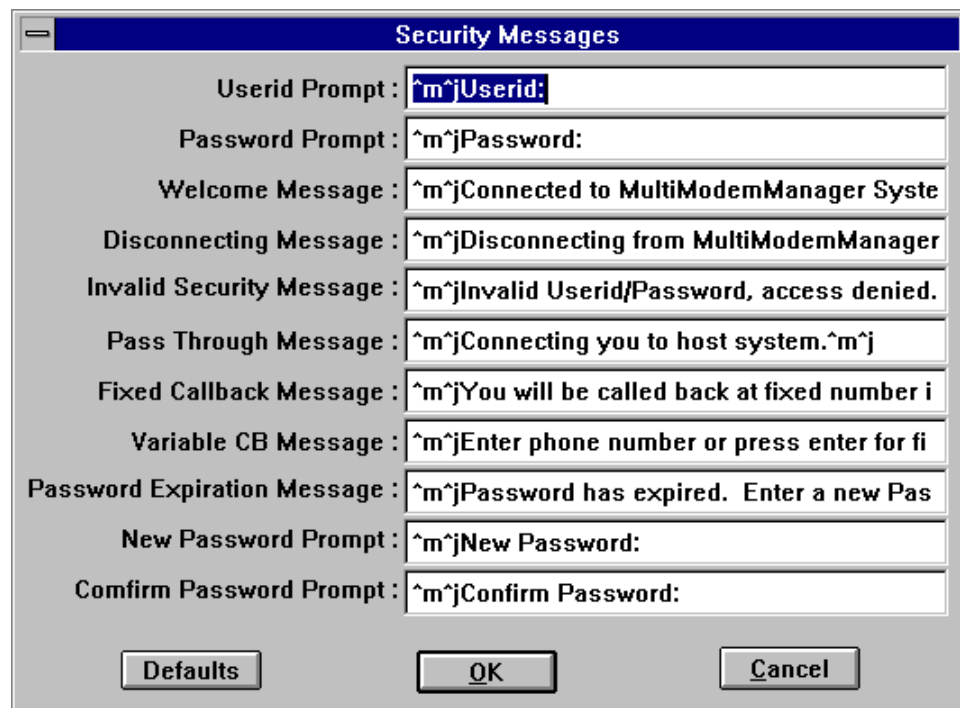 Security Messages
Userid Prompt : ^m^jUserid:
Password Prompt : ^m^jPassword:
Welcome Message : ^m^jConnected to MultiModemManager Syste
Disconnecting Message : ^m^jDisconnecting from MultiModemManager
Invalid Security Message : ^m^jInvalid Userid/Password, access denied.
Pass Through Message : ^m^jConnecting you to host system.^m^j
Fixed Callback Message : ^m^jYou will be called back at fixed number i
Variable CB Message : ^m^jEnter phone number or press enter for fi
Password Expiration Message : ^m^jPassword has expired.  Enter a new Pas
New Password Prompt : ^m^jNew Password:
Comfirm Password Prompt : ^m^jConfirm Password:
Defaults OK Cancel